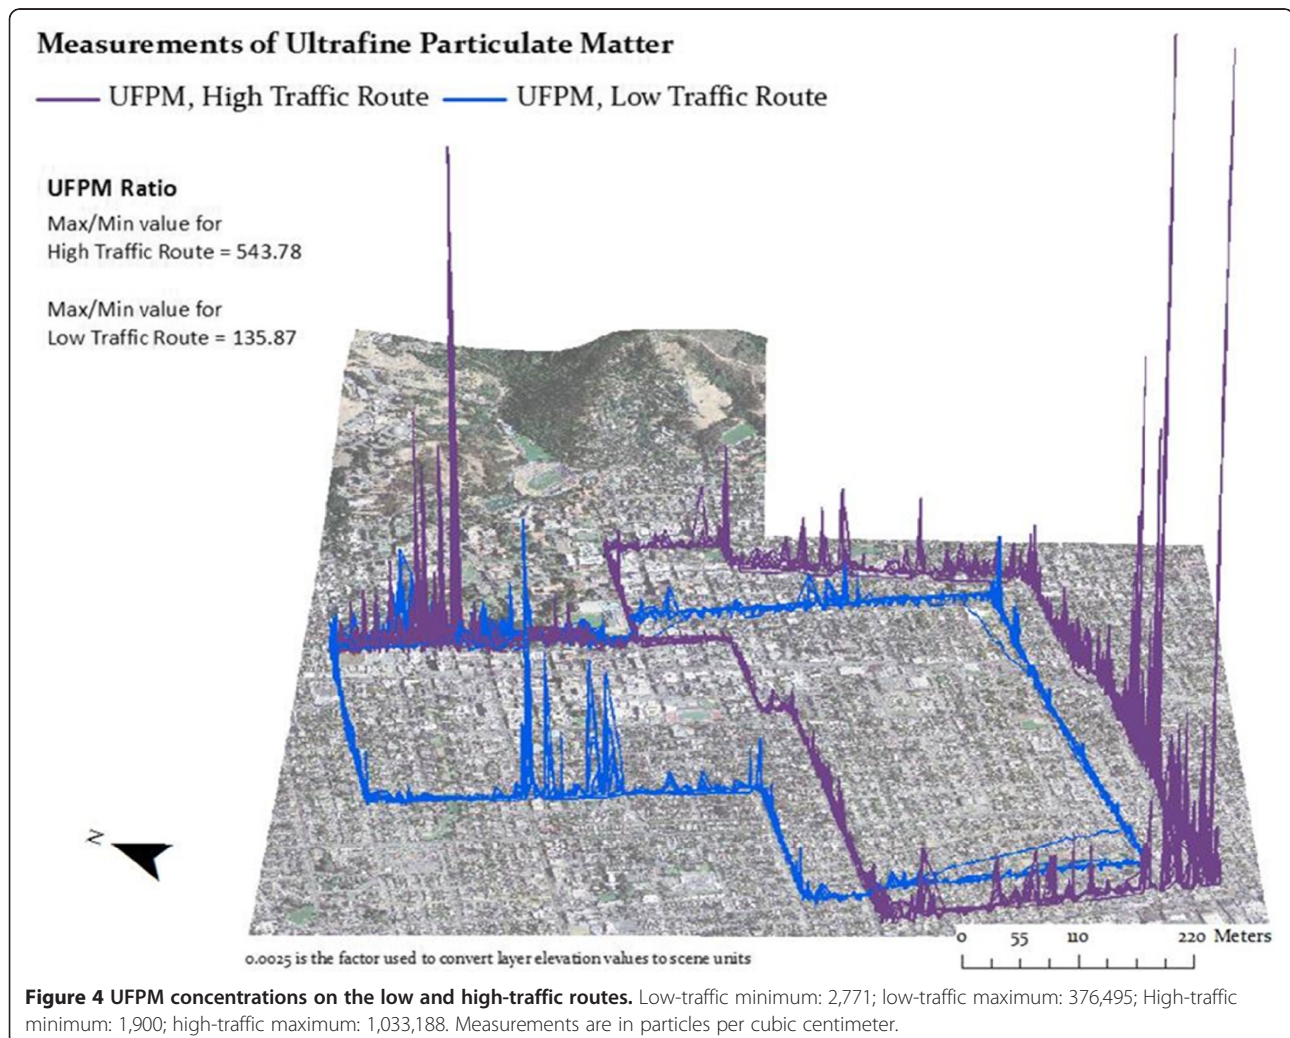 Measurements of Ultrafine Particulate Matter
UFPM, High Traffic Route UFPM, Low Traffic Route
UFPM Ratio
Max/Min value for
High Traffic Route = 543.78
Max/Min value for
Low Traffic Route = 135.87
N
0 55 110 220 Meters
0.0025 is the factor used to convert layer elevation values to scene units
Figure 4 UFPM concentrations on the low and high-traffic routes. Low-traffic minimum: 2,771; low-traffic maximum: 376,495; High-traffic
minimum: 1,900; high-traffic maximum: 1,033,188. Measurements are in particles per cubic centimeter.